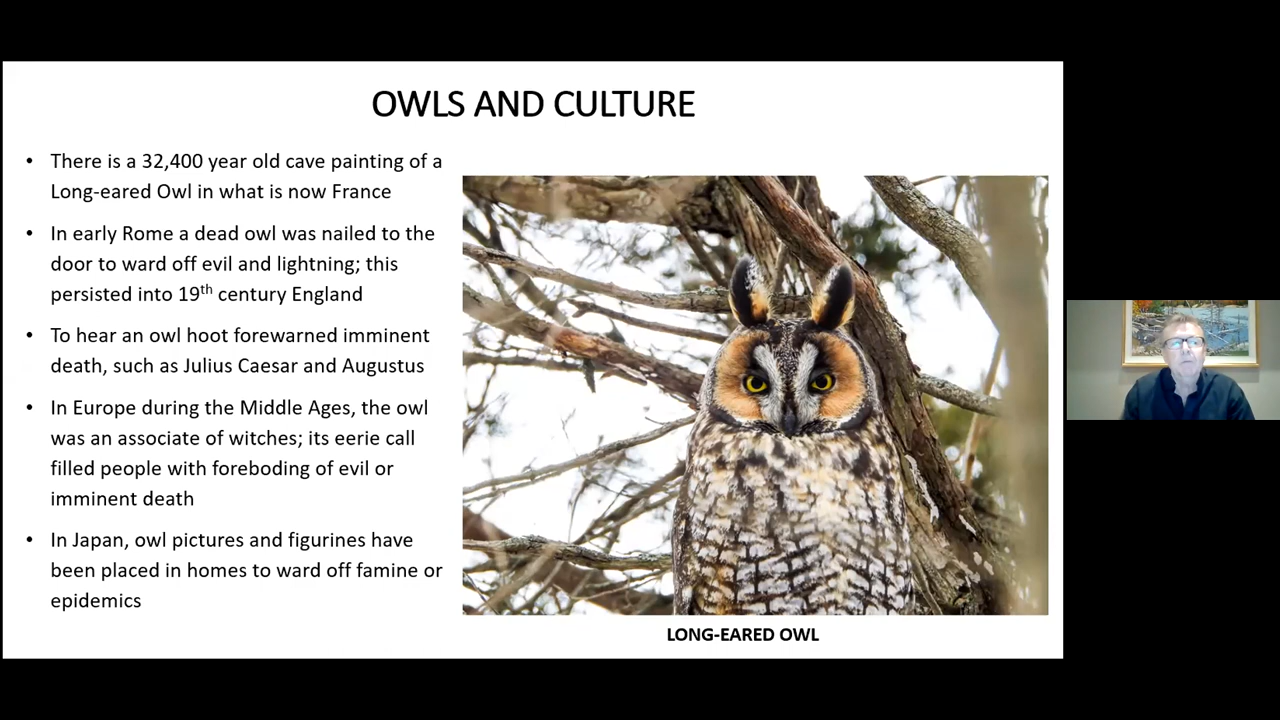 OWLS AND CULTURE
• There is a 32,400 year old cave painting of a
Long-eared Owl in what is now France
• In early Rome a dead owl was nailed to the
door to ward off evil and lightning; this
persisted into 19th century England
• To hear an owl hoot forewarned imminent
death, such as Julius Caesar and Augustus
• In Europe during the Middle Ages, the owl
was an associate of witches; its eerie call
filled people with foreboding of evil or
imminent death
• In Japan, owl pictures and figurines have
been placed in homes to ward off famine or
epidemics
LONG-EARED OWL